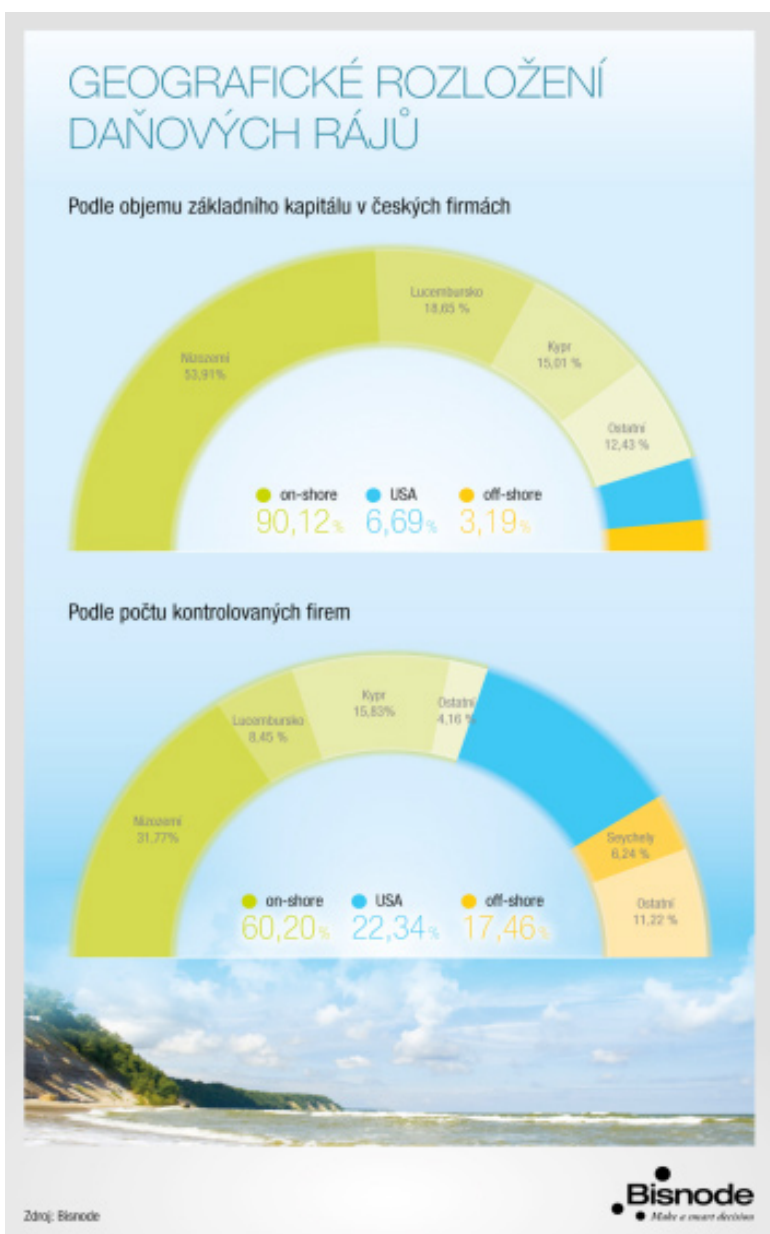 GEOGRAFICKÉ ROZLOŽENÍ
DAŇOVÝCH RÁJŮ
Podle objemu základního kapitálu v českých firmách
Nizozemí
53,91%
Lucembursko
18,65 %
Kypr
15,01 %
Ostatní
12,43 %
on-shore
90,12%
USA
6,69%
off-shore
3,19%
Podle počtu kontrolovaných firem
Nizozemí
31,77%
Lucembursko
8,45 %
Kypr
15,83%
Ostatní
4,16 %
Seychely
6,24 %
Ostatní
11,22 %
on-shore
60,20%
USA
22,34%
off-shore
17,46%
Zdroj: Bisnode
Bisnode
Make a smart decision